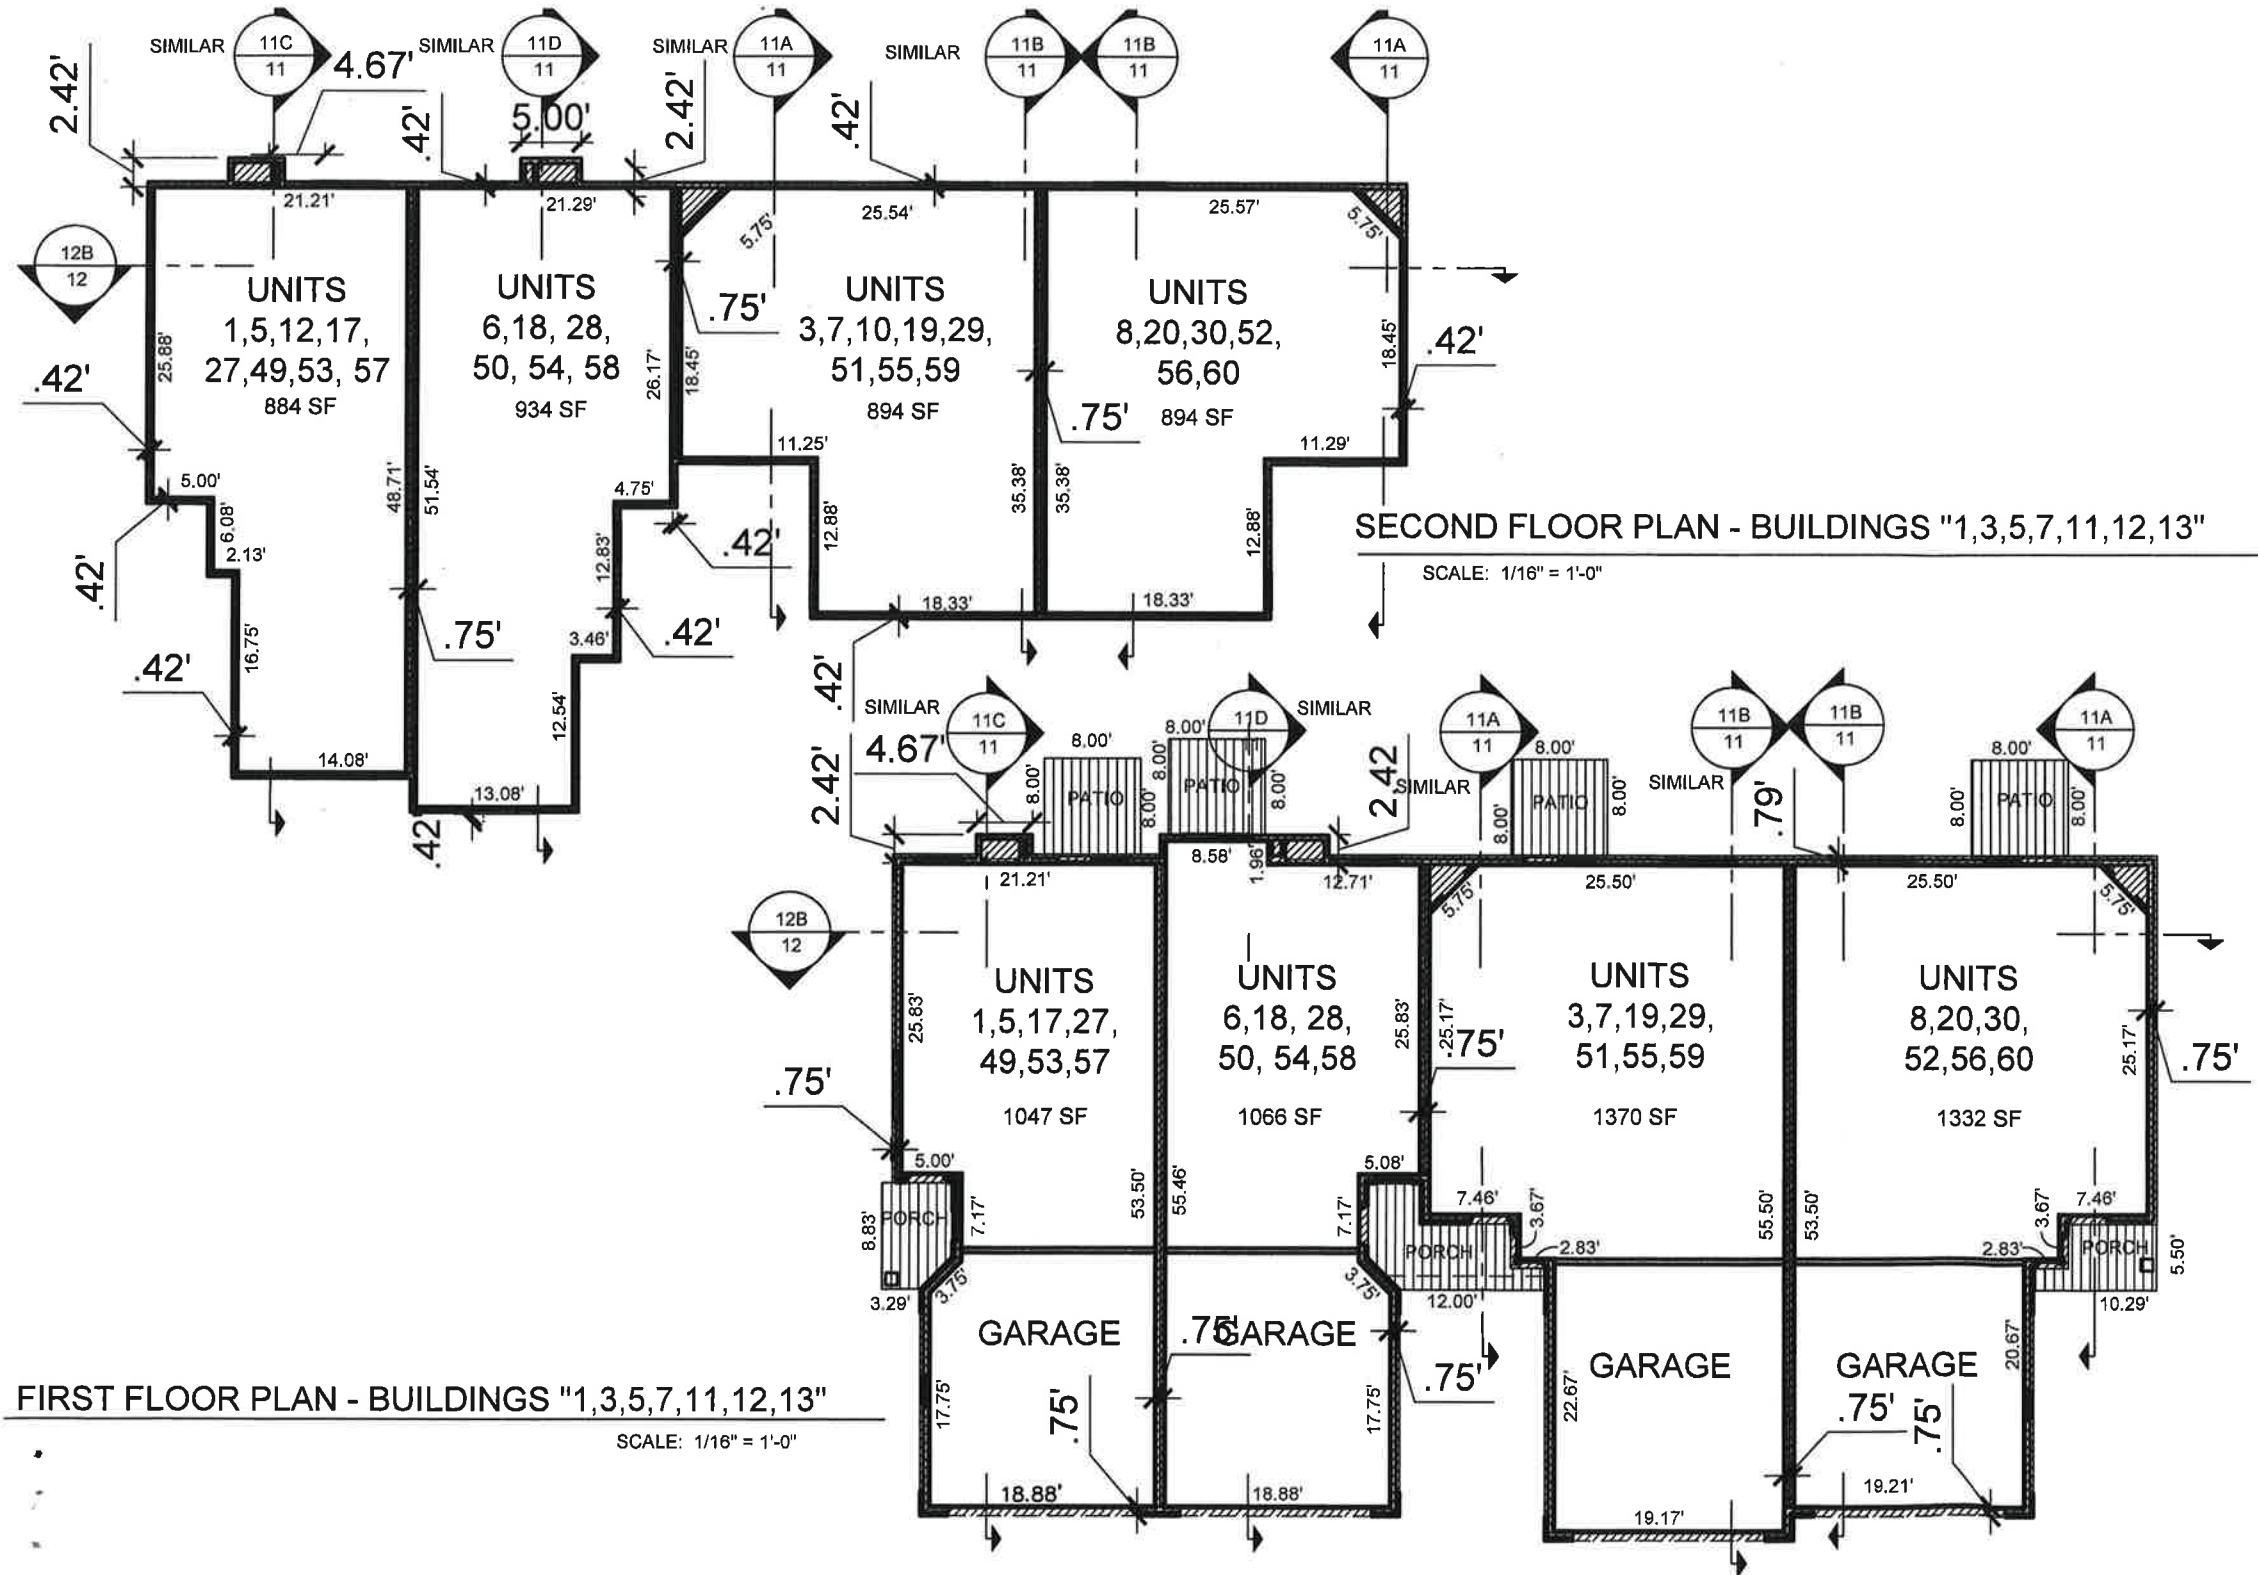 SIMILAR
11C
11
SIMILAR
11D
11
SIMILAR
11A
11
SIMILAR
11B
11
11B
11
11A
11
2.42'
4.67'
.42'
5.00'
2.42'
.42'
21.21'
21.29'
25.54'
25.57'
5.75'
5.75'
12B
12
UNITS
1,5,12,17,
27,49,53, 57
884 SF
UNITS
6,18, 28,
50, 54, 58
934 SF
UNITS
3,7,10,19,29,
51,55,59
894 SF
UNITS
8,20,30,52,
56,60
894 SF
.75'
25.88'
26.17'
18.45'
18.45'
.42'
.42'
.75'
11.25'
11.29'
5.00'
48.71'
51.54'
4.75'
35.38'
35.38'
6.08'
2.13'
12.83'
12.88'
12.88'
.42'
.42'
SECOND FLOOR PLAN - BUILDINGS "1,3,5,7,11,12,13"
SCALE: 1/16" = 1'-0"
18.33'
18.33'
16.75'
.75'
3.46'
.42'
.42'
.42'
12.54'
14.08'
13.08'
.42'
SIMILAR
11C
11
11D
11
SIMILAR
11A
11
SIMILAR
11B
11
11B
11
11A
11
SIMILAR
2.42'
4.67'
8.00'
8.00'
8.00'
8.00'
8.00'
8.00'
2.42
8.00'
8.00'
8.00'
.79'
8.00'
8.00'
8.00'
PATIO
PATIO
PATIO
PATIO
21.21'
8.58'
1.96'
12.71'
25.50'
25.50'
5.75'
5.75'
12B
12
UNITS
1,5,17,27,
49,53,57
1047 SF
UNITS
6,18, 28,
50, 54,58
1066 SF
UNITS
3,7,19,29,
51,55,59
1370 SF
UNITS
8,20,30,
52,56,60
1332 SF
25.83'
25.83'
25.17'
25.17'
.75'
.75'
.75'
5.00'
5.08'
7.46'
7.46'
53.50'
55.46'
55.50'
53.50'
7.17'
7.17'
3.67'
3.67'
8.83'
PORCH
PORCH
2.83'
2.83'
PORCH
5.50'
3.29'
3.75'
3.75'
12.00'
10.29'
GARAGE
.75'
GARAGE
GARAGE
GARAGE
20.67'
FIRST FLOOR PLAN - BUILDINGS "1,3,5,7,11,12,13"
SCALE: 1/16" = 1'-0"
17.75'
.75'
17.75'
.75'
22.67'
.75'
.75'
18.88'
18.88'
19.17'
19.21'